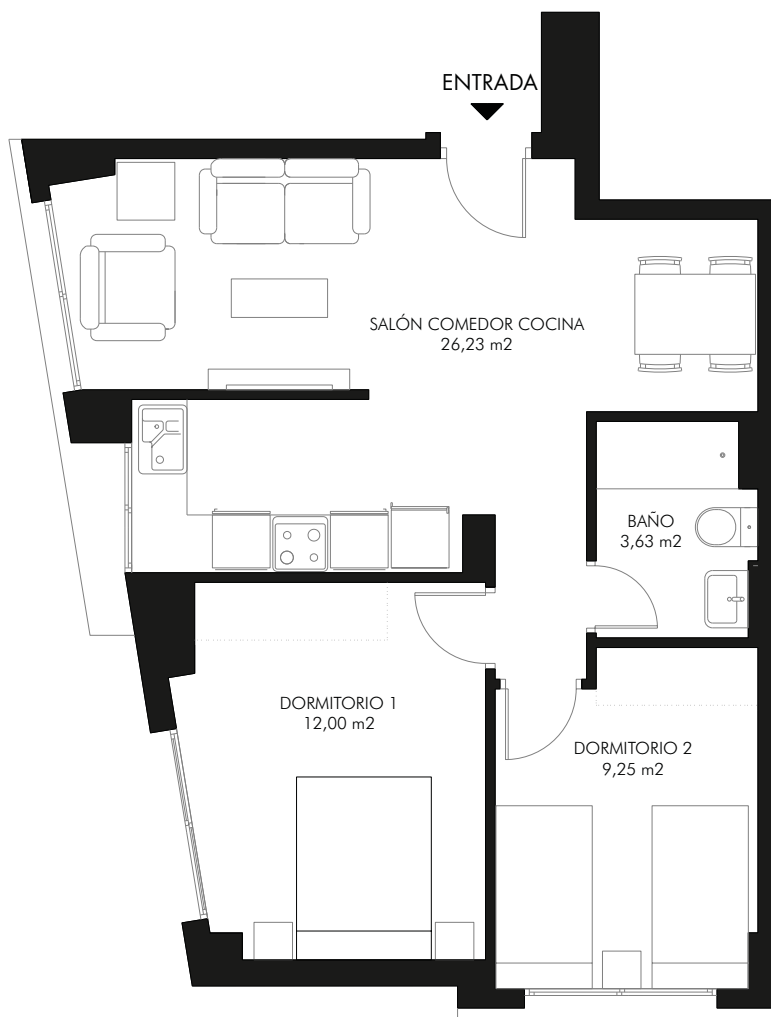 ENTRADA
SALÓN COMEDOR COCINA
26,23 m2
BAÑO
3,63 m2
DORMITORIO 1
12,00 m2
DORMITORIO 2
9,25 m2